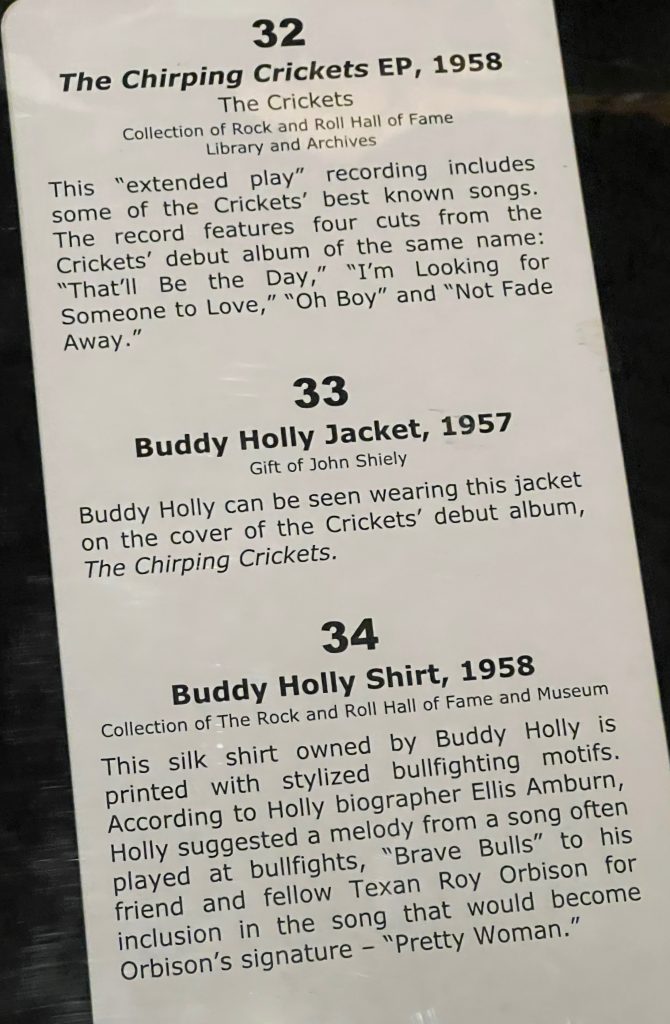 32
The Chirping Crickets EP, 1958
The Crickets
Collection of Rock and Roll Hall of Fame
Library and Archives
This “extended play” recording includes
some of the Crickets’ best known songs.
The record features four cuts from the
Crickets’ debut album of the same name:
“That’ll Be the Day,” “I’m Looking for
Someone to Love,” “Oh Boy” and “Not Fade
Away.”
33
Buddy Holly Jacket, 1957
Gift of John Shiely
Buddy Holly can be seen wearing this jacket
on the cover of the Crickets’ debut album,
The Chirping Crickets.
34
Buddy Holly Shirt, 1958
Collection of The Rock and Roll Hall of Fame and Museum
This silk shirt owned by Buddy Holly is
printed with stylized bullfighting motifs.
According to Holly biographer Ellis Amburn,
Holly suggested a melody from a song often
played at bullfights, “Brave Bulls” to his
friend and fellow Texan Roy Orbison for
inclusion in the song that would become
Orbison’s signature – “Pretty Woman.”